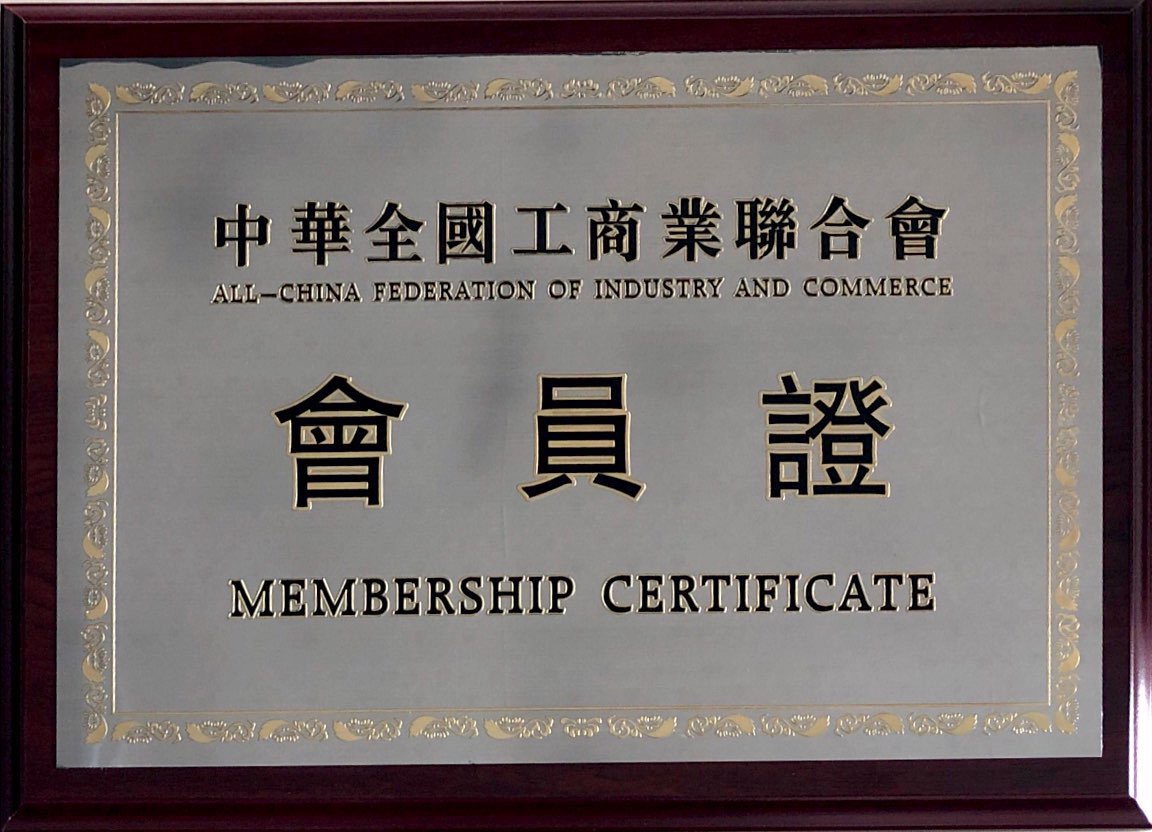 中華全國工商業聯合會
ALL-CHINA FEDERATION OF INDUSTRY AND COMMERCE
會員證
MEMBERSHIP CERTIFICATE